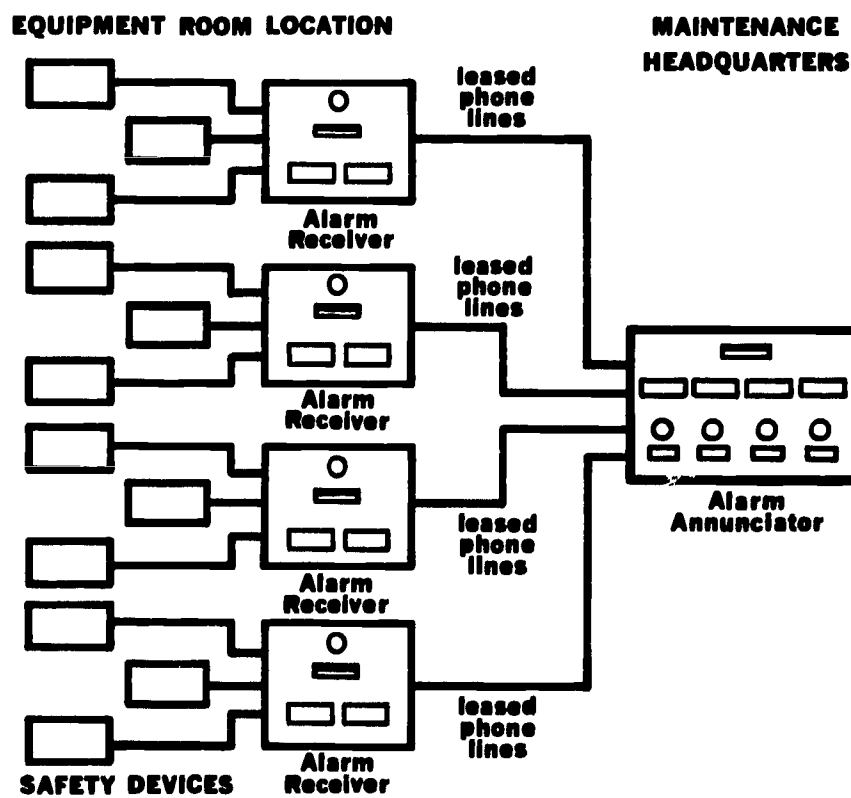 EQUIPMENT ROOM LOCATION
MAINTENANCE
HEADQUARTERS
leased
phone
lines
Alarm
Receiver
leased
phone
lines
Alarm
Receiver
Alarm
Annunciator
leased
phone
lines
Alarm
Receiver
leased
phone
lines
Alarm
Receiver
SAFETY DEVICES